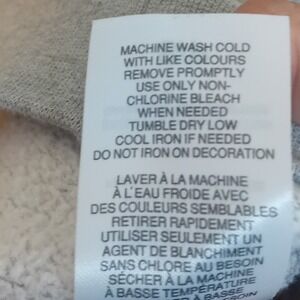 MACHINE WASH COLD
WITH LIKE COLOURS
REMOVE PROMPTLY
USE ONLY NON-
CHLORINE BLEACH
WHEN NEEDED
TUMBLE DRY LOW
COOL IRON IF NEEDED
DO NOT IRON ON DECORATION
LAVER À LA MACHINE
À L'EAU FROIDE AVEC
DES COULEURS SEMBLABLES
RETIRER RAPIDEMENT
UTILISER SEULEMENT UN
AGENT DE BLANCHIMENT
SANS CHLORE AU BESOIN
SÉCHER À LA MACHINE
À BASSE TEMPÉRATURE
BASSE